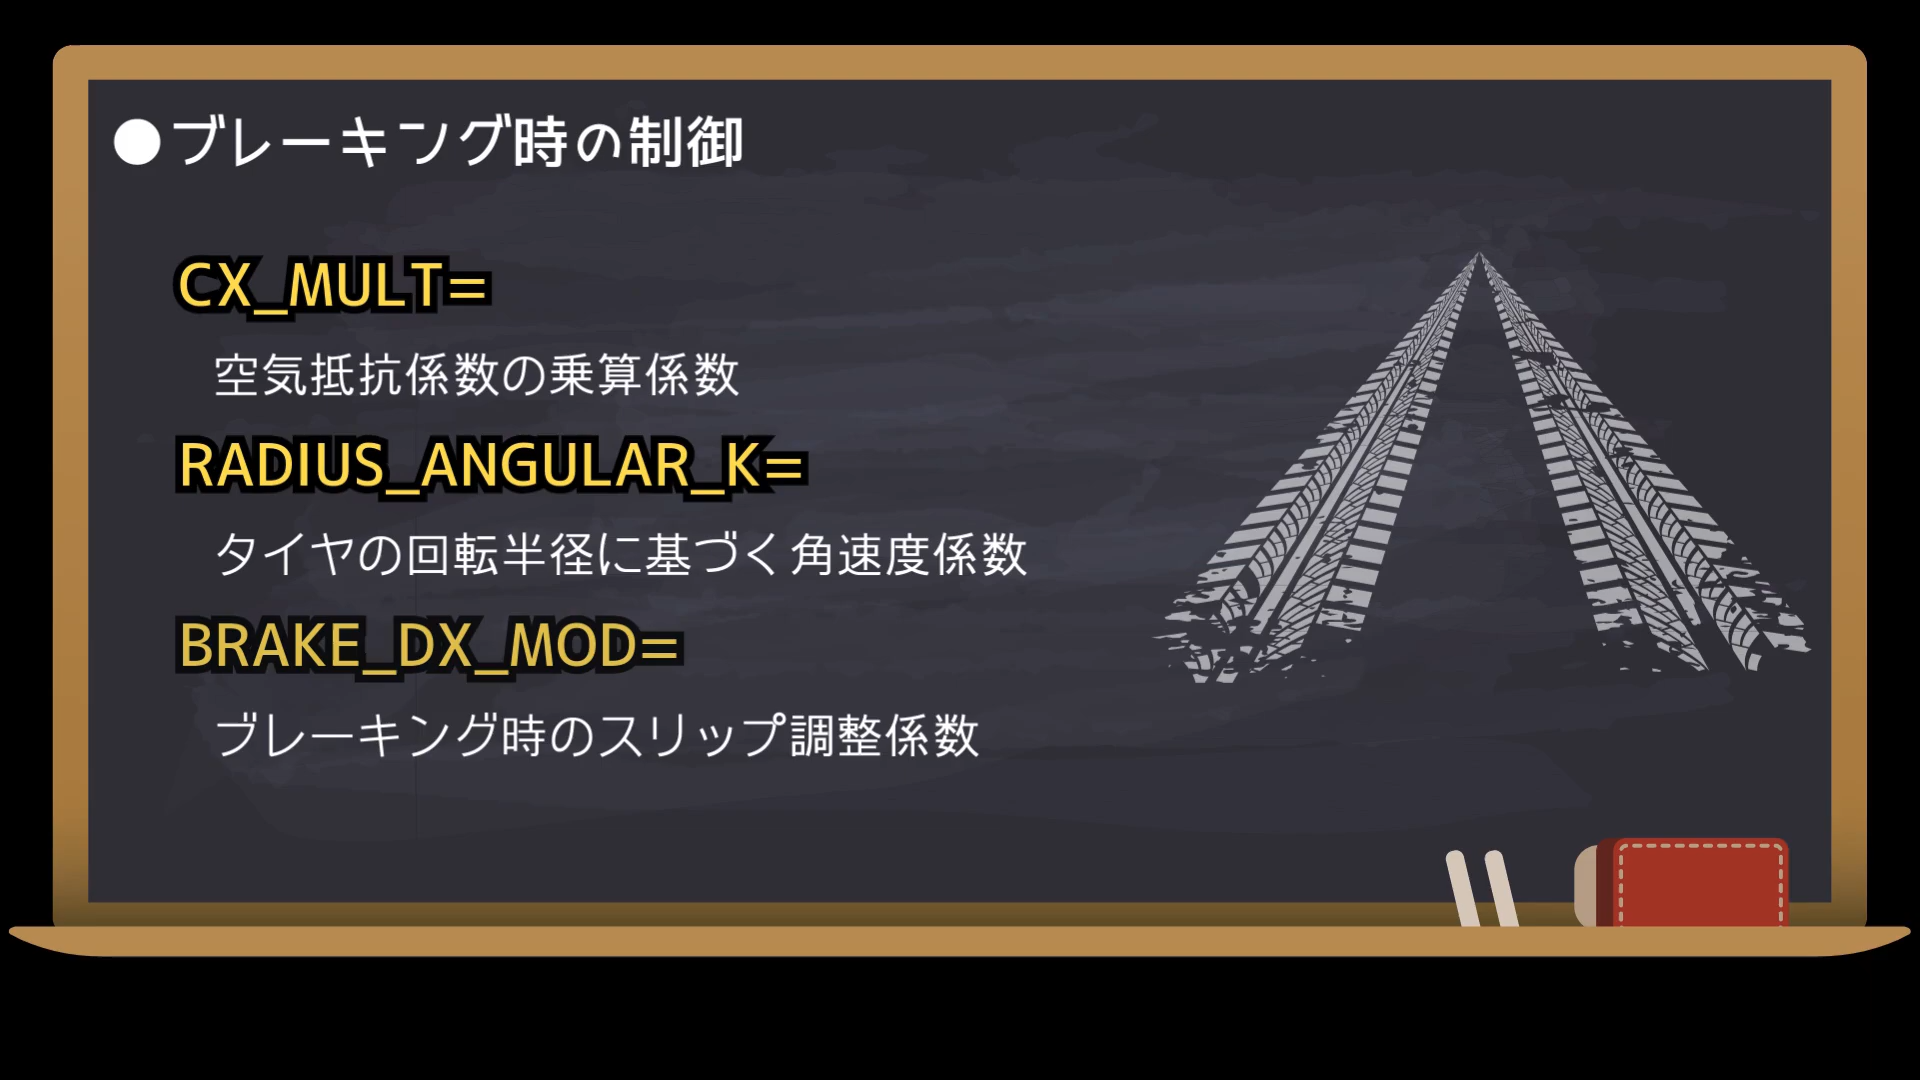 ●ブレーキング時の制御
CX_MULT=
空気抵抗係数の乗算係数
RADIUS_ANGULAR_K=
タイヤの回転半径に基づく角速度係数
BRAKE_DX_MOD=
ブレーキング時のスリップ調整係数